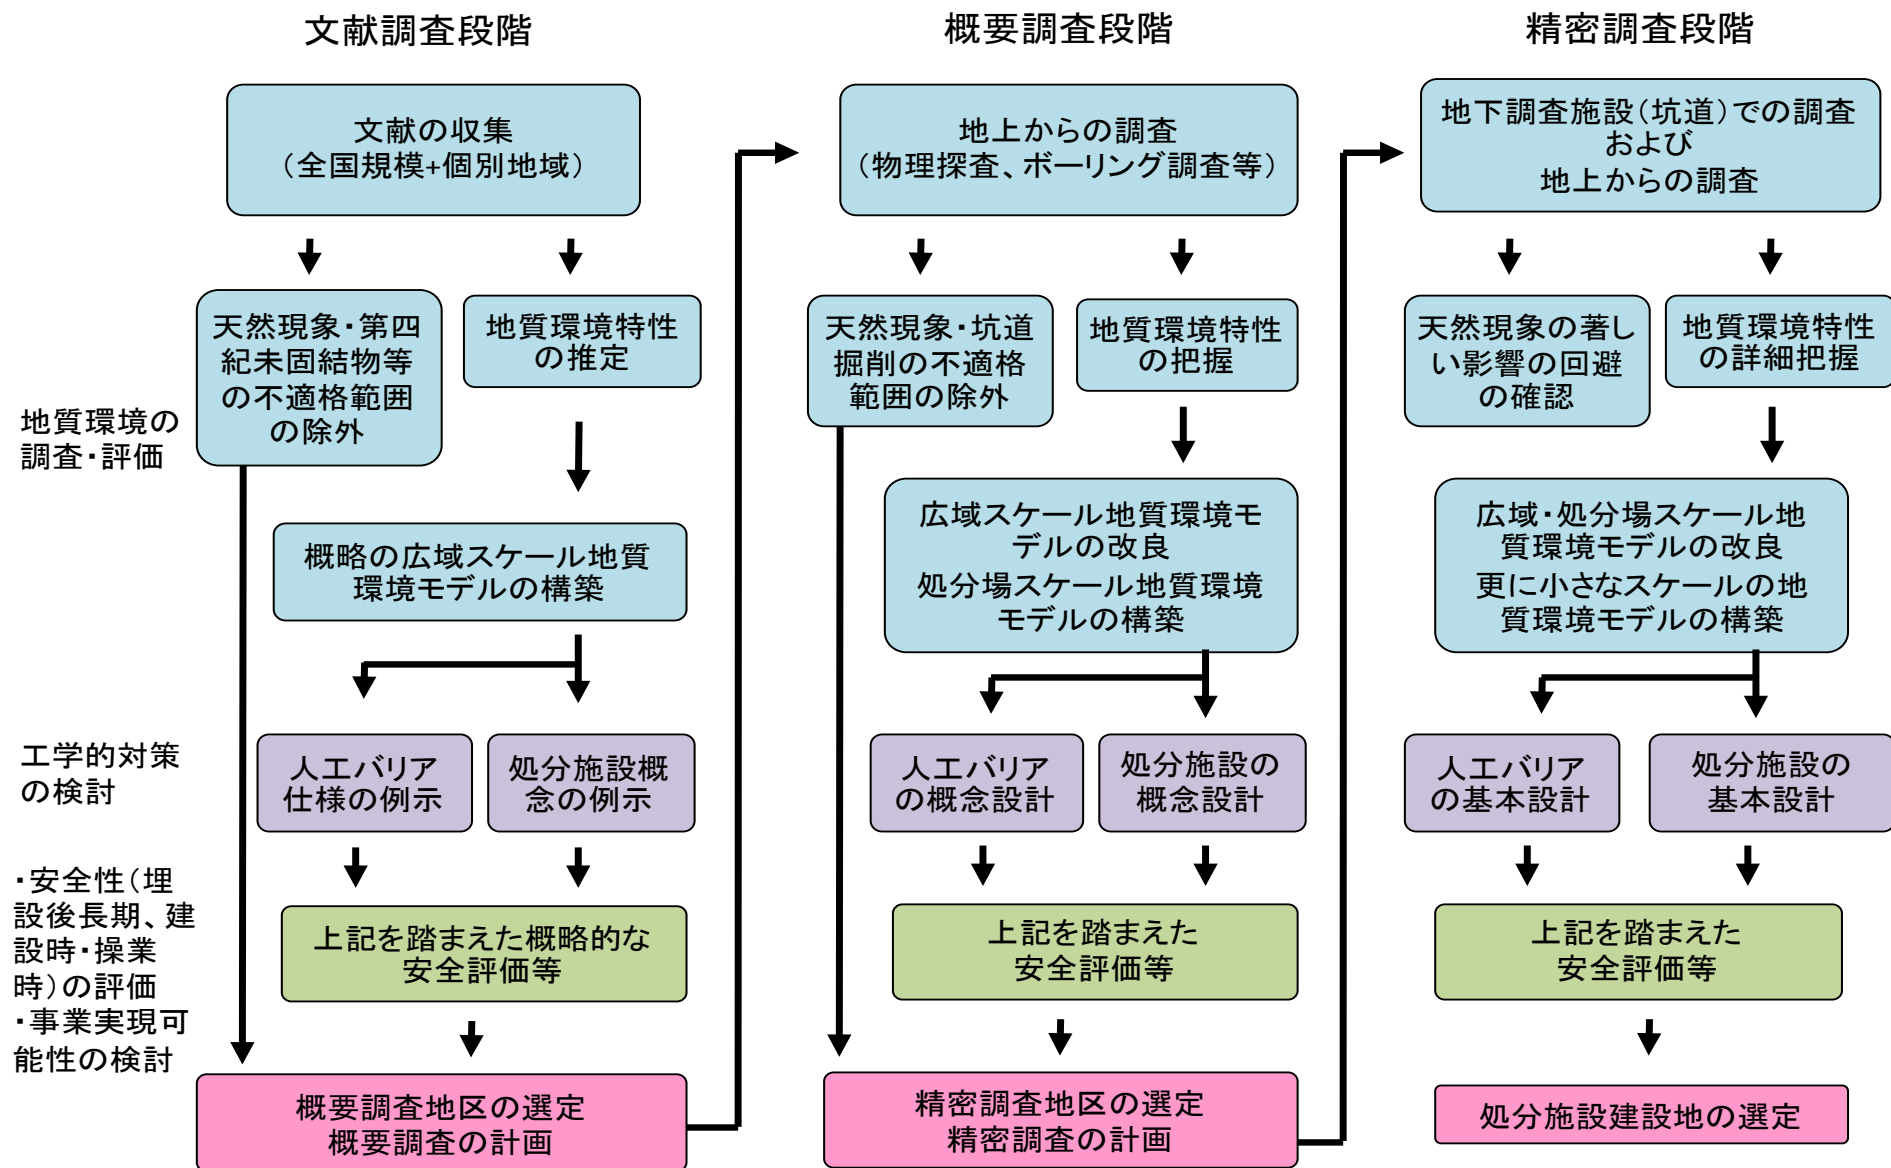 文献調査段階
概要調査段階
精密調査段階
文献の収集
（全国規模+個別地域）
地上からの調査
（物理探査、ボーリング調査等）
地下調査施設（坑道）での調査
および
地上からの調査
地質環境の
調査・評価
天然現象・第四
紀未固結物等
の不適格範囲
の除外
地質環境特性
の推定
天然現象・坑道
掘削の不適格
範囲の除外
地質環境特性
の把握
天然現象の著し
い影響の回避
の確認
地質環境特性
の詳細把握
概略の広域スケール地質
環境モデルの構築
広域スケール地質環境モ
デルの改良
処分場スケール地質環境
モデルの構築
広域・処分場スケール地
質環境モデルの改良
更に小さなスケールの地
質環境モデルの構築
工学的対策
の検討
人工バリア
仕様の例示
処分施設概
念の例示
人工バリア
の概念設計
処分施設の
概念設計
人工バリア
の基本設計
処分施設の
基本設計
・安全性（埋
設後長期、建
設時・操業
時）の評価
・事業実現可
能性の検討
上記を踏まえた概略的な
安全評価等
上記を踏まえた
安全評価等
上記を踏まえた
安全評価等
概要調査地区の選定
概要調査の計画
精密調査地区の選定
精密調査の計画
処分施設建設地の選定